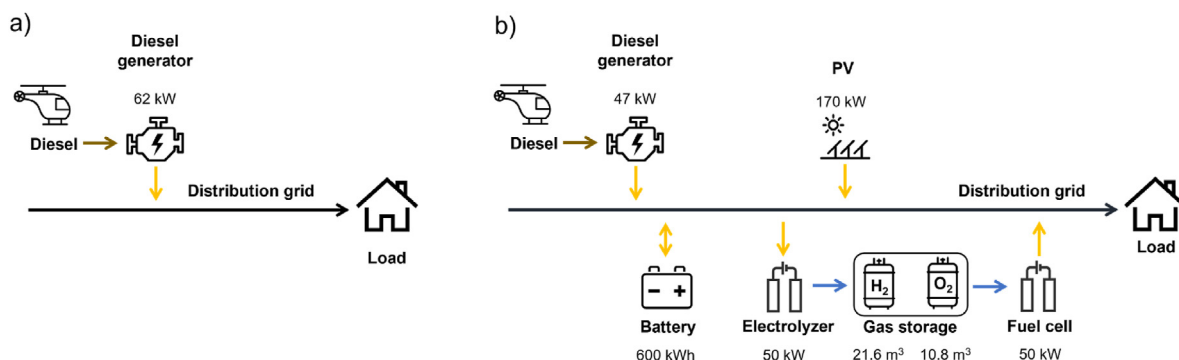 a)
Diesel
generator
62 kW
Diesel
Distribution grid
Load
b)
Diesel
generator
47 kW
Diesel
PV
170 kW
Distribution grid
Load
H₂
O₂
Battery
Electrolyzer
Gas storage
Fuel cell
600 kWh
50 kW
21.6 m³
10.8 m³
50 kW